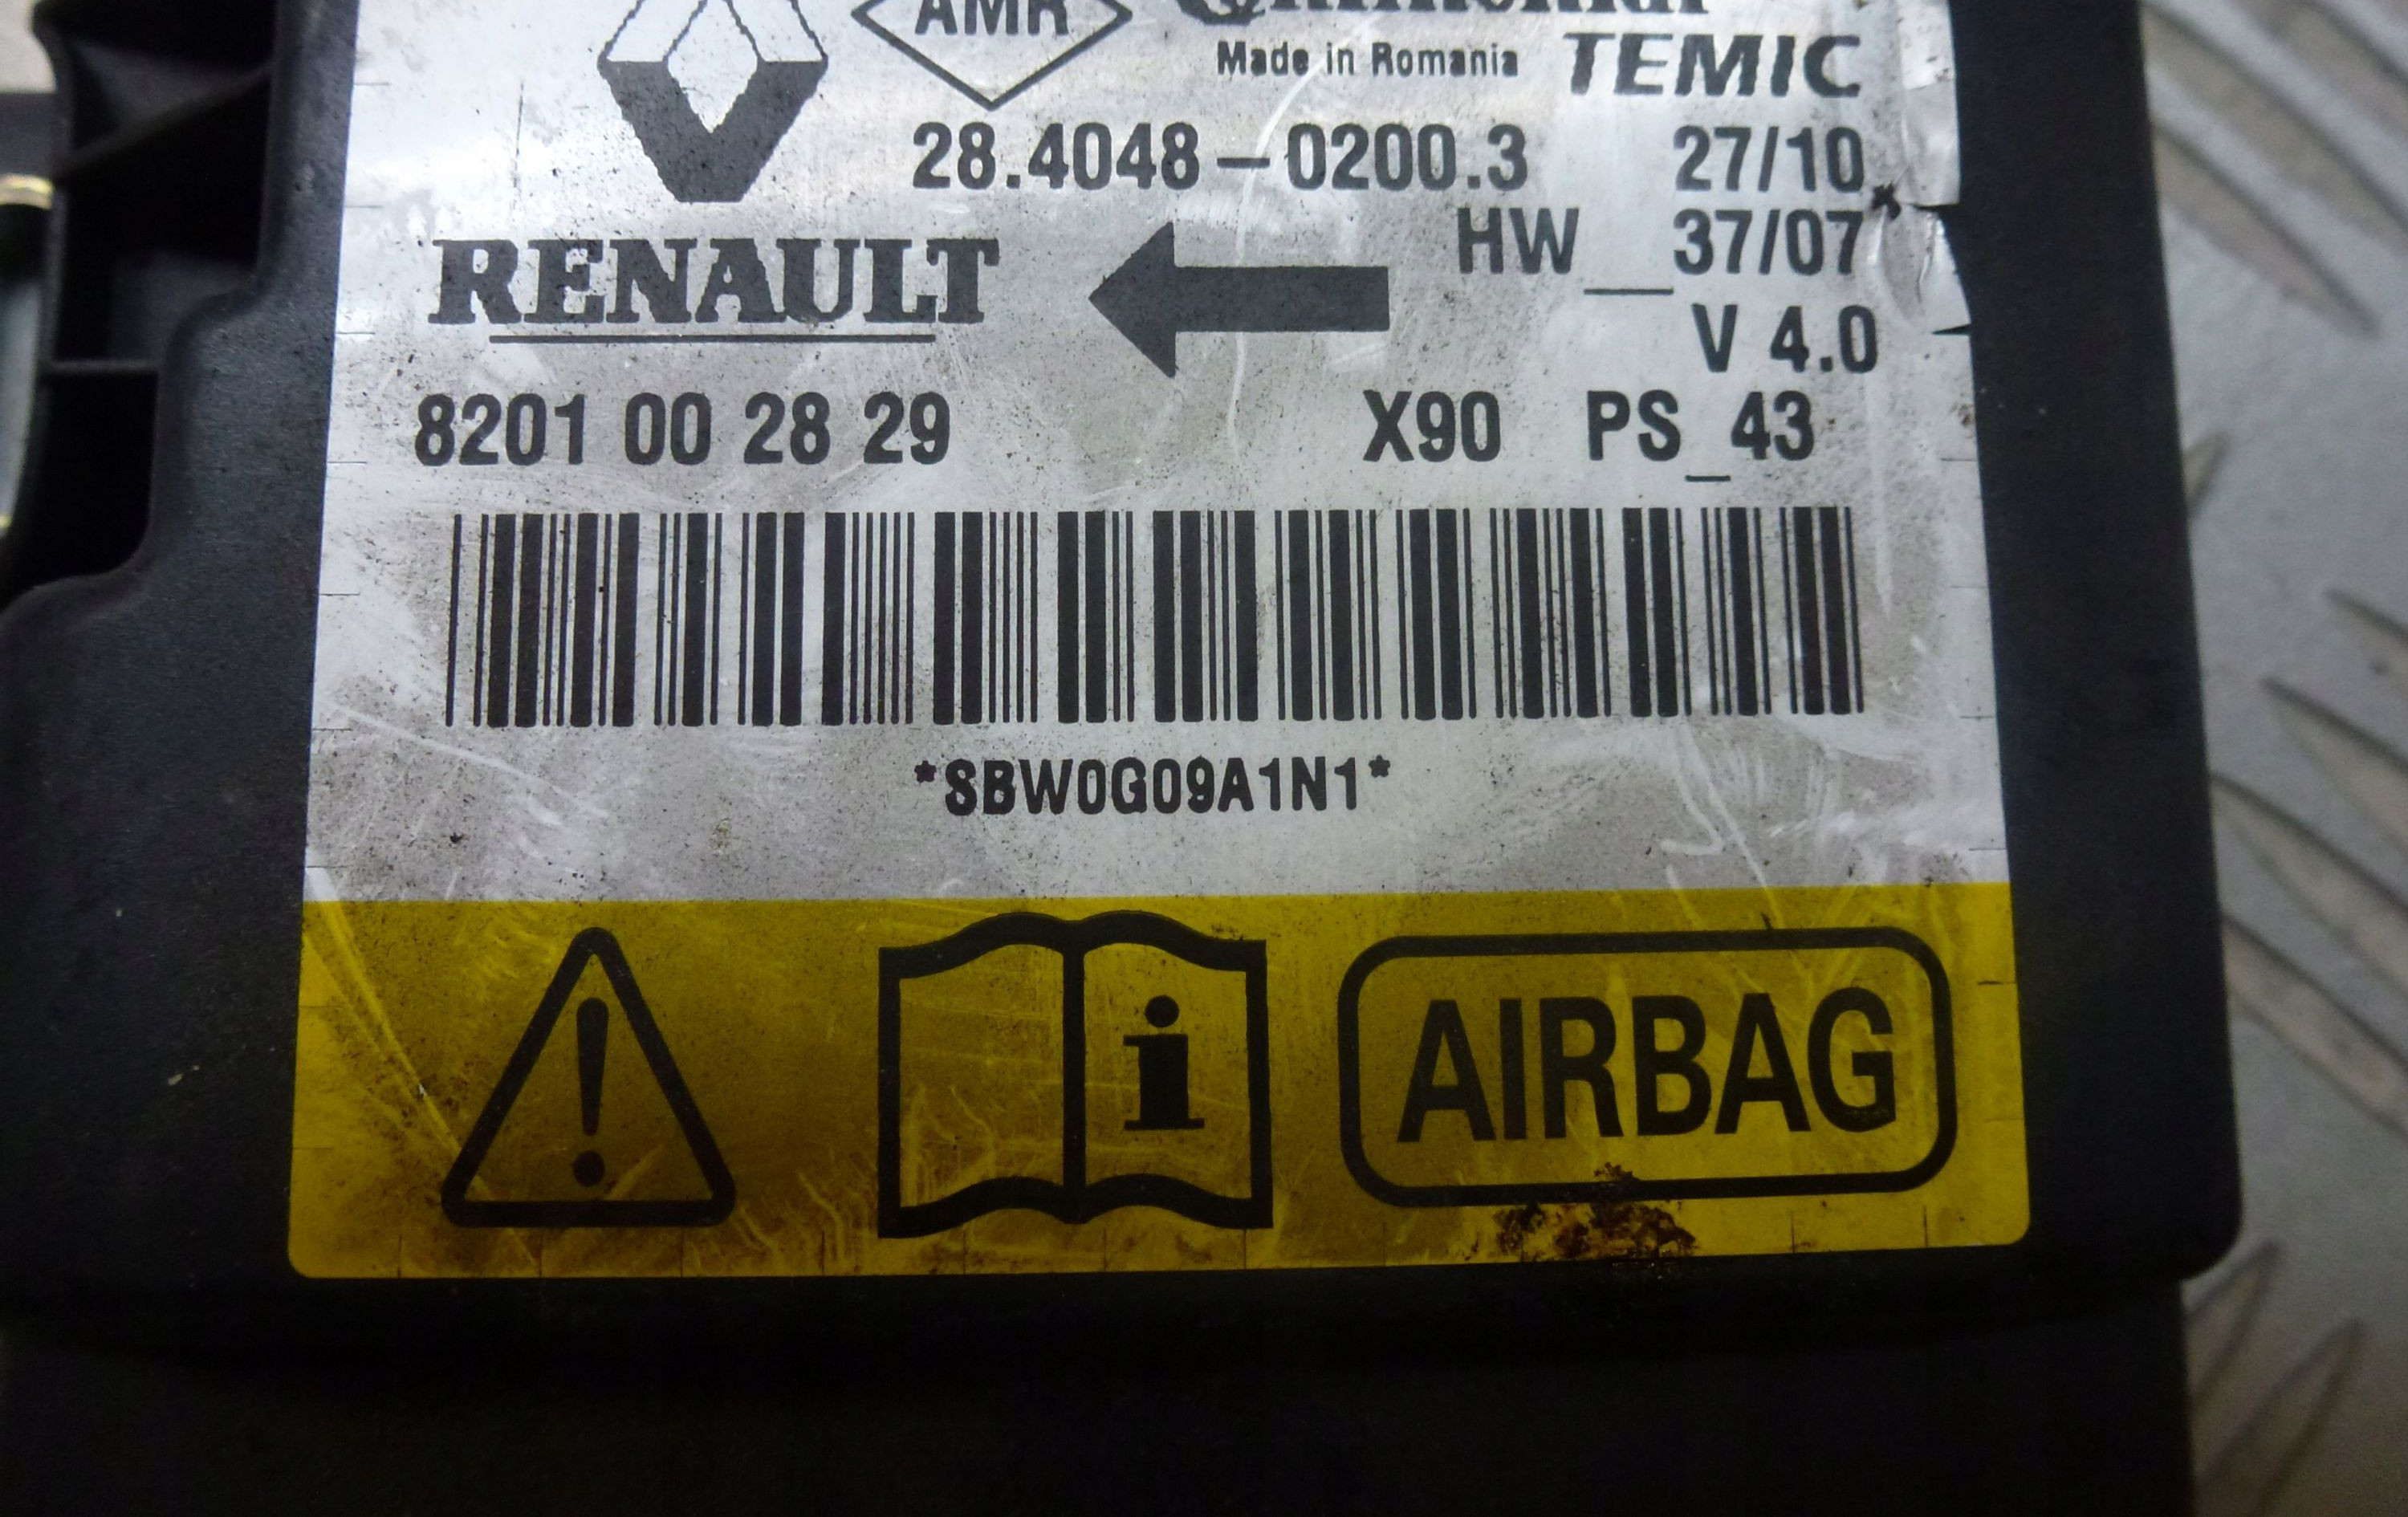 AMR Continental
Made in Romania TEMIC
28.4048-0200.3 27/10
HW__37/07
RENAULT
V 4.0
8201 00 28 29 X90 PS_43
*SBW0G09A1N1*
! i AIRBAG